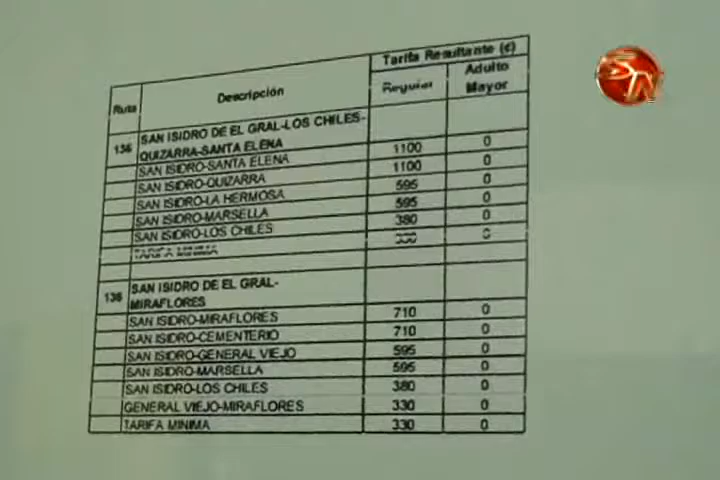 Ruta Descripción Tarifa Resultante (¢)
Regular Adulto Mayor
136 SAN ISIDRO DE EL GRAL-LOS CHILES-
QUIZARRA-SANTA ELENA
SAN ISIDRO-SANTA ELENA 1100 0
SAN ISIDRO-QUIZARRA 1100 0
SAN ISIDRO-LA HERMOSA 595 0
SAN ISIDRO-MARSELLA 595 0
SAN ISIDRO-LOS CHILES 380 0
TARIFA MINIMA 330 0
136 SAN ISIDRO DE EL GRAL-
MIRAFLORES
SAN ISIDRO-MIRAFLORES 710 0
SAN ISIDRO-CEMENTERIO 710 0
SAN ISIDRO-GENERAL VIEJO 595 0
SAN ISIDRO-MARSELLA 595 0
SAN ISIDRO-LOS CHILES 380 0
GENERAL VIEJO-MIRAFLORES 330 0
TARIFA MINIMA 330 0